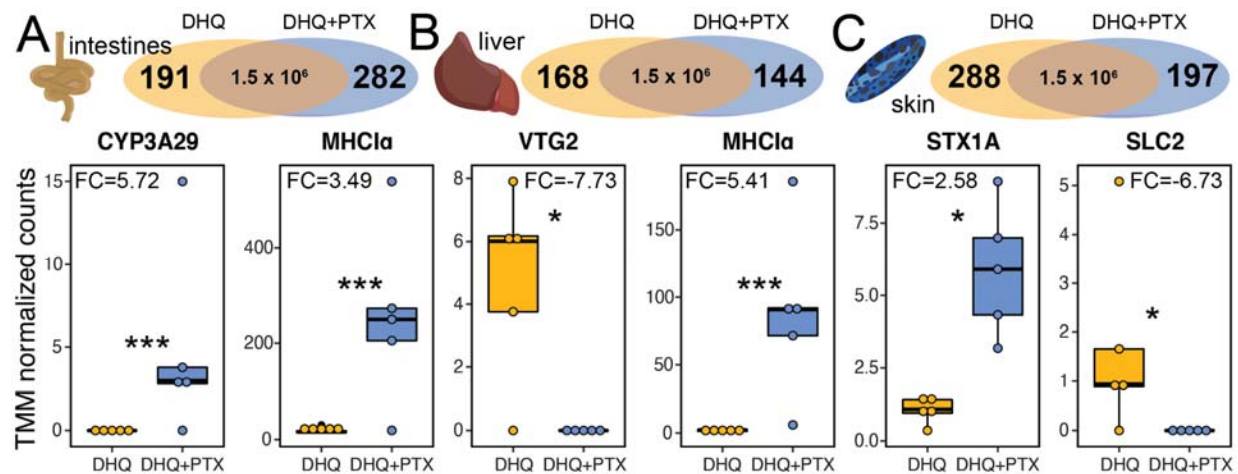 A
intestines
DHQ
DHQ+PTX
191
1.5 x 10⁶
282
B
liver
DHQ
DHQ+PTX
168
1.5 x 10⁶
144
C
skin
DHQ
DHQ+PTX
288
1.5 x 10⁶
197
TMM normalized counts
CYP3A29
FC=5.72
***
15
10
5
0
DHQ
DHQ+PTX
MHCIα
FC=3.49
***
400
200
0
DHQ
DHQ+PTX
VTG2
FC=-7.73
*
8
6
4
2
0
DHQ
DHQ+PTX
MHCIα
FC=5.41
***
150
100
50
0
DHQ
DHQ+PTX
STX1A
FC=2.58
*
7.5
5.0
2.5
0.0
DHQ
DHQ+PTX
SLC2
FC=-6.73
*
5
4
3
2
1
0
DHQ
DHQ+PTX